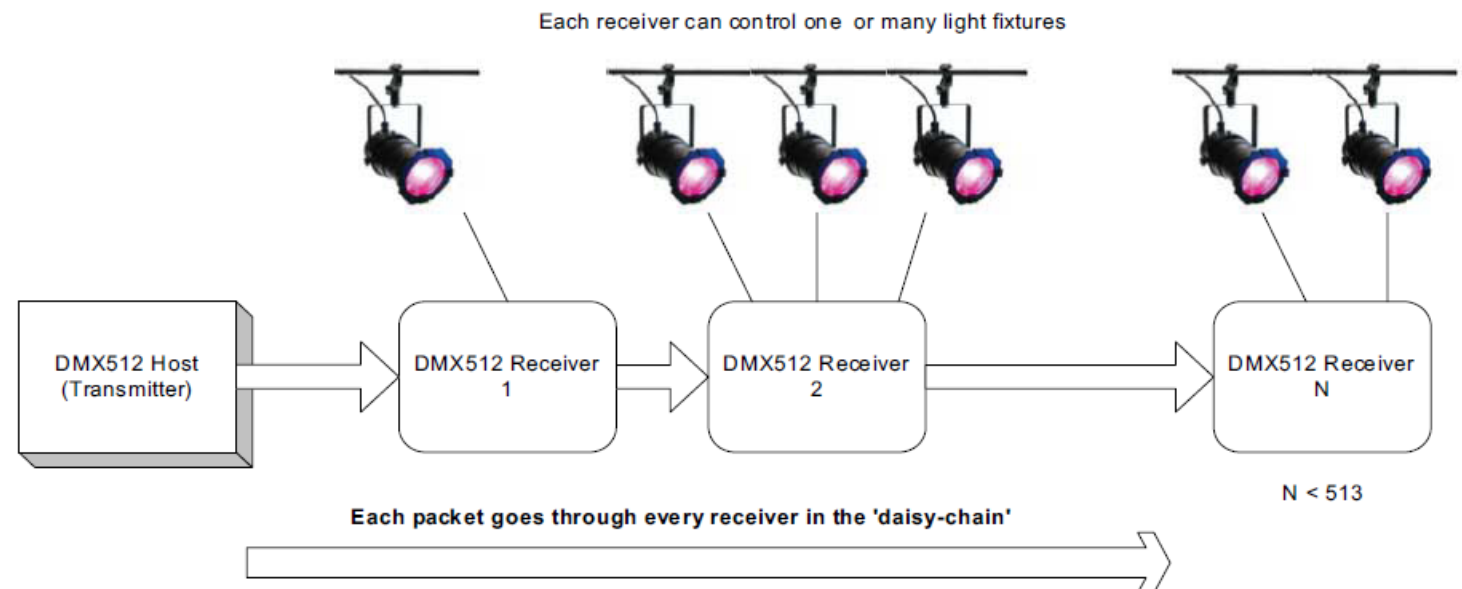 Each receiver can control one or many light fixtures
DMX512 Host
(Transmitter)
DMX512 Receiver
1
DMX512 Receiver
2
DMX512 Receiver
N
N < 513
Each packet goes through every receiver in the 'daisy-chain'